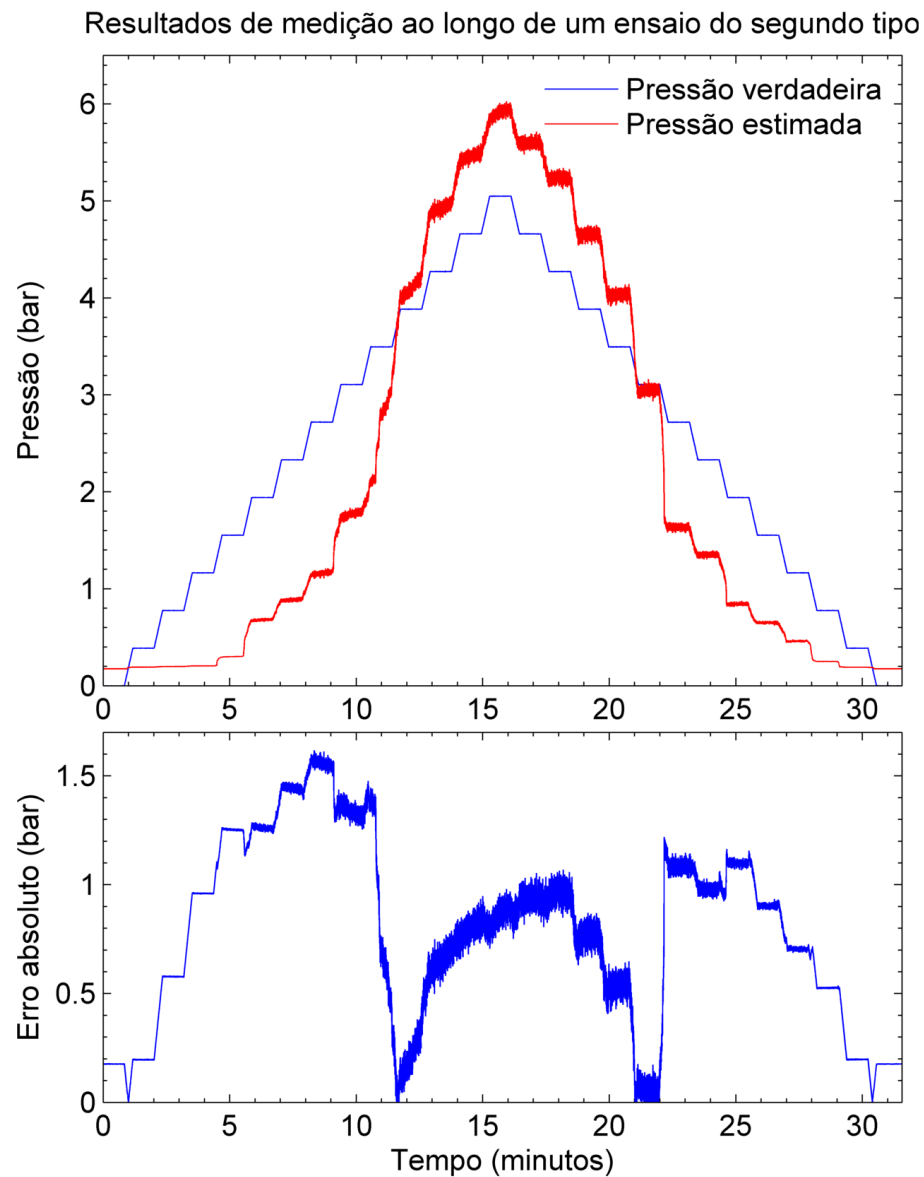 Resultados de medição ao longo de um ensaio do segundo tipo
Pressão verdadeira
Pressão estimada
Pressão (bar)
6
5
4
3
2
1
0
0 5 10 15 20 25 30
Erro absoluto (bar)
1.5
1
0.5
0
0 5 10 15 20 25 30
Tempo (minutos)